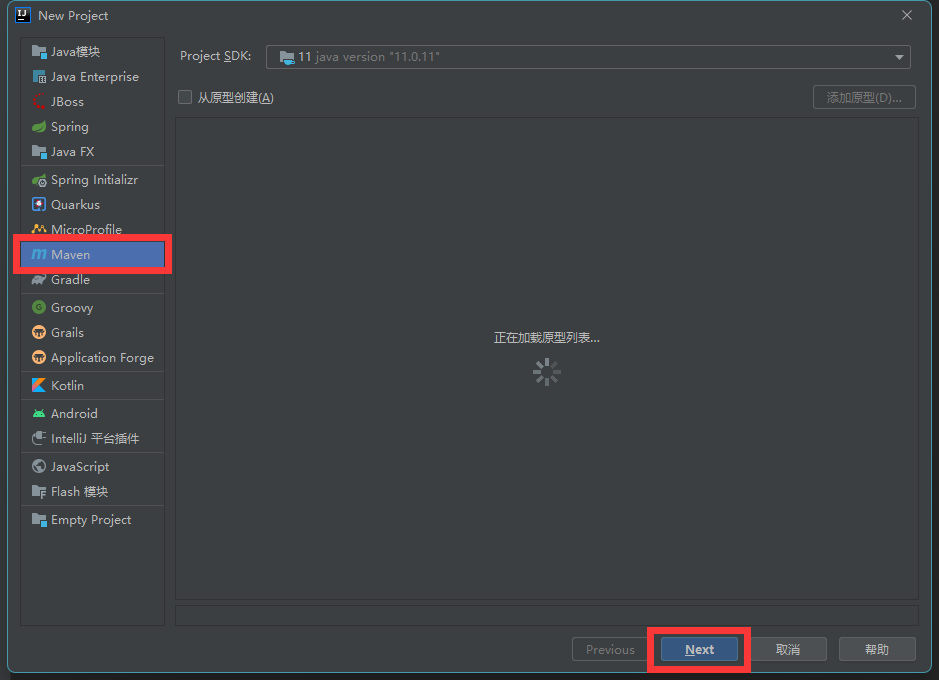 New Project
Java模块
Java Enterprise
JBoss
Spring
Java FX
Spring Initializr
Quarkus
MicroProfile
Maven
Gradle
Groovy
Grails
Application Forge
Kotlin
Android
IntelliJ 平台插件
JavaScript
Flash 模块
Empty Project
Project SDK: 11 java version "11.0.11"
从原型创建(A) 添加原型(D)...
正在加载原型列表...
Previous Next 取消 帮助